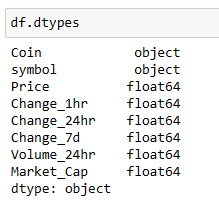 df.dtypes
Coin object
symbol object
Price float64
Change_1hr float64
Change_24hr float64
Change_7d float64
Volume_24hr float64
Market_Cap float64
dtype: object